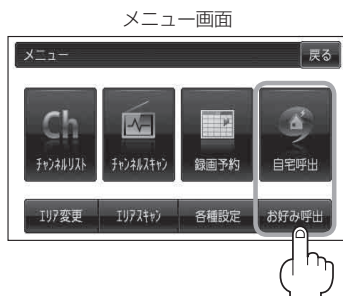 メニュー画面
メニュー 戻る
Ch
ﾁｬﾝﾈﾙﾘｽﾄ ﾁｬﾝﾈﾙｽｷｬﾝ 録画予約 自宅呼出
ｴﾘｱ変更 ｴﾘｱｽｷｬﾝ 各種設定 お好み呼出